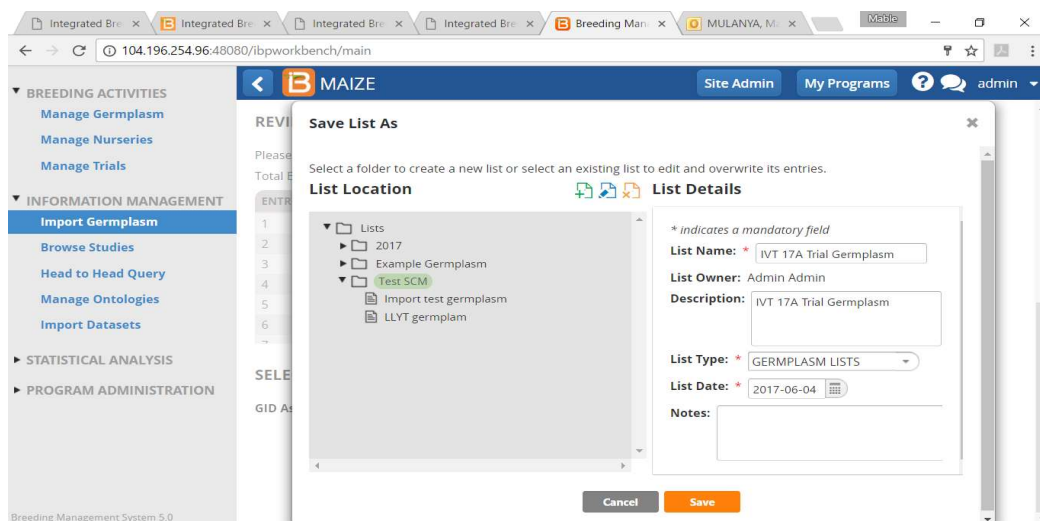 Integrated Bre
Integrated Bre
Integrated Bre
Integrated Bre
Breeding Man
MULANYA, M
Mable
104.196.254.96:48080/ibpworkbench/main
BREEDING ACTIVITIES
Manage Germplasm
Manage Nurseries
Manage Trials
INFORMATION MANAGEMENT
Import Germplasm
Browse Studies
Head to Head Query
Manage Ontologies
Import Datasets
STATISTICAL ANALYSIS
PROGRAM ADMINISTRATION
Breeding Management System 5.0
MAIZE
Site Admin
My Programs
admin
REVI
Please
Total E
ENTR
1
2
3
4
5
6
SELE
GID As
Save List As
Select a folder to create a new list or select an existing list to edit and overwrite its entries.
List Location
Lists
2017
Example Germplasm
Test SCM
Import test germplasm
LLYT germplam
List Details
* indicates a mandatory field
List Name: * IVT 17A Trial Germplasm
List Owner: Admin Admin
Description: IVT 17A Trial Germplasm
List Type: * GERMPLASM LISTS
List Date: * 2017-06-04
Notes:
Cancel
Save